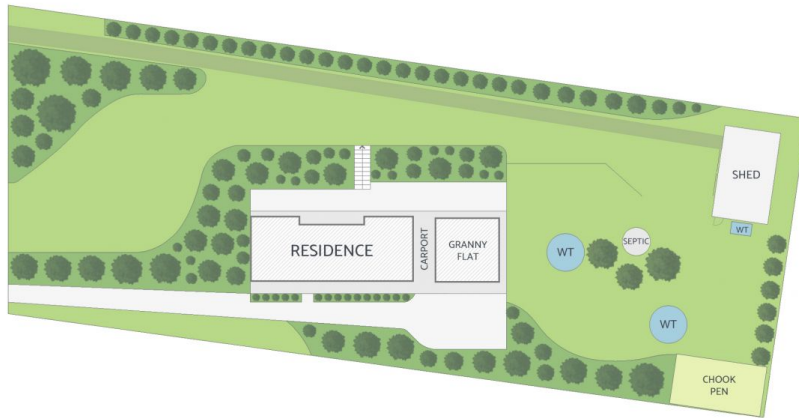 SHED
WT
SEPTIC
RESIDENCE
CARPORT
GRANNY
FLAT
WT
WT
CHOOK
PEN